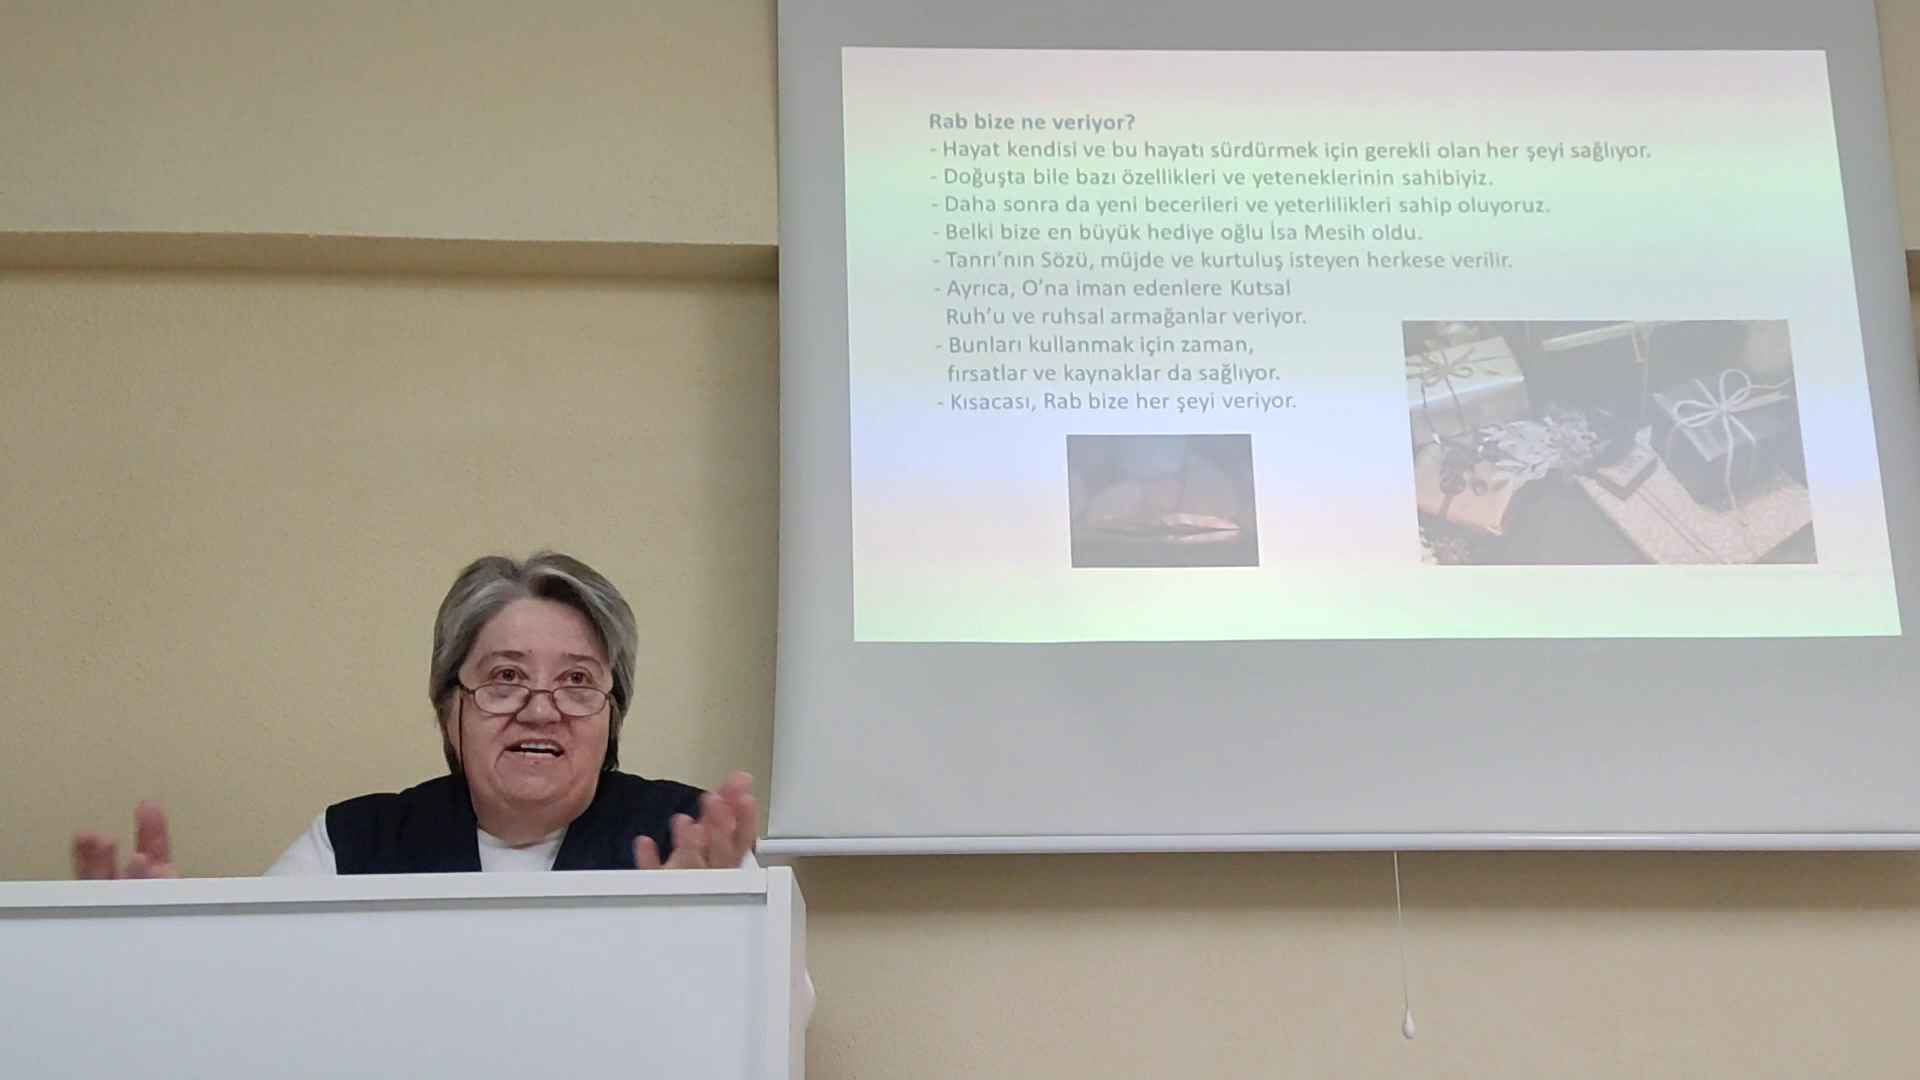 Rab bize ne veriyor?
- Hayat kendisi ve bu hayatı sürdürmek için gerekli olan her şeyi sağlıyor.
- Doğuşta bile bazı özellikleri ve yeteneklerinin sahibiyiz.
- Daha sonra da yeni becerileri ve yeterlilikleri sahip oluyoruz.
- Belki bize en büyük hediye oğlu İsa Mesih oldu.
- Tanrı’nın Sözü, müjde ve kurtuluş isteyen herkese verilir.
- Ayrıca, O’na iman edenlere Kutsal
Ruh’u ve ruhsal armağanlar veriyor.
- Bunları kullanmak için zaman,
fırsatlar ve kaynaklar da sağlıyor.
- Kısacası, Rab bize her şeyi veriyor.